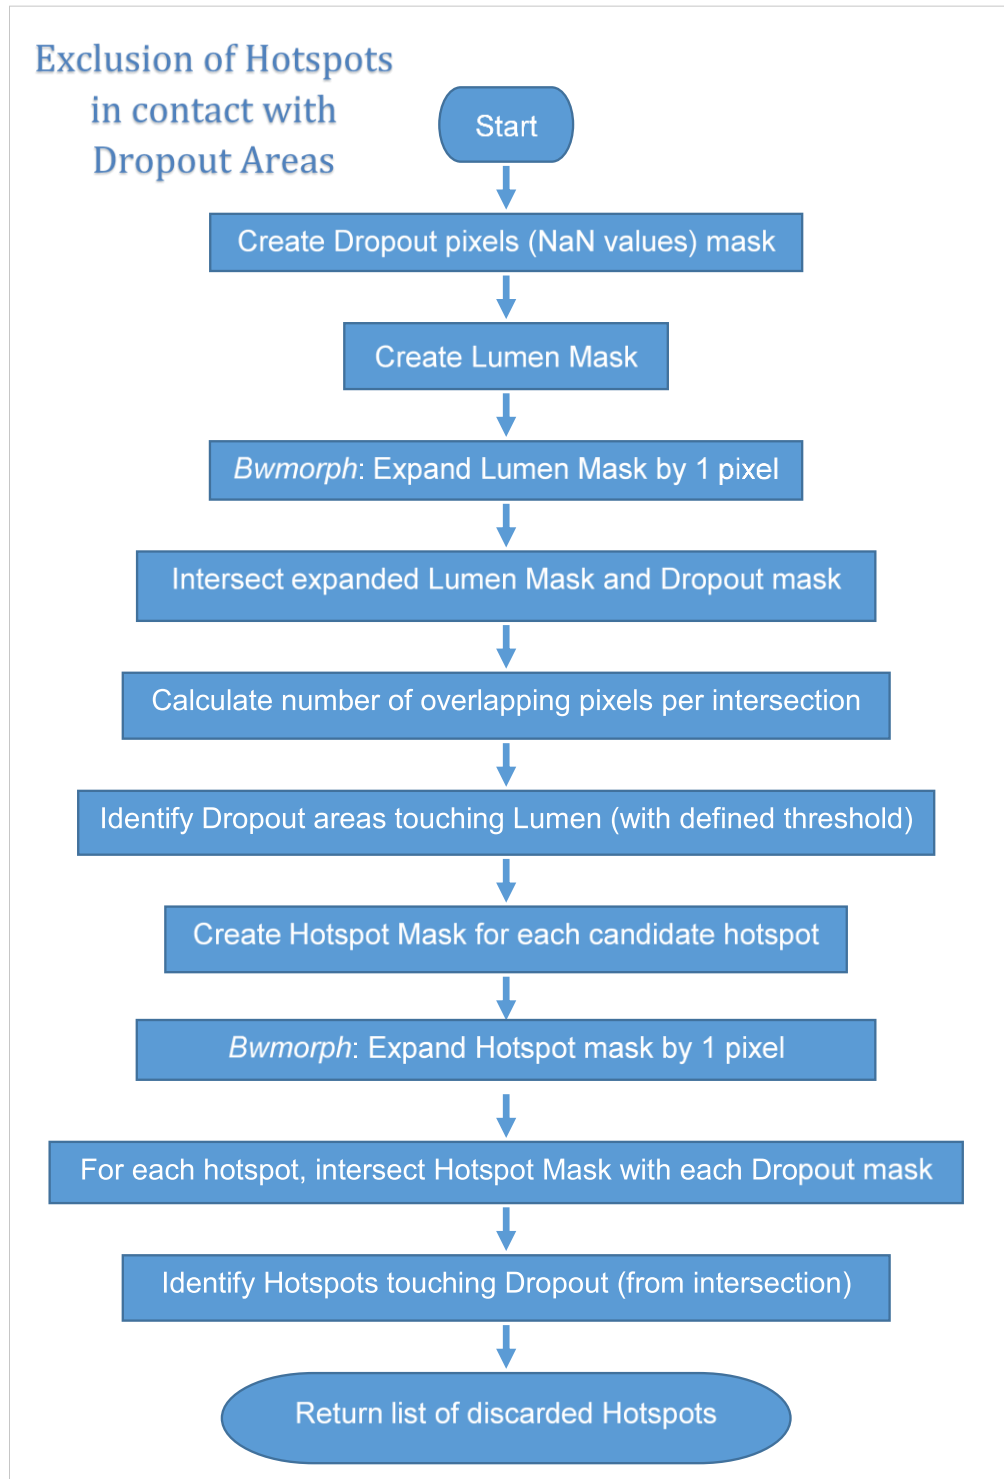 Exclusion of Hotspots
in contact with
Dropout Areas
Start
Create Dropout pixels (NaN values) mask
Create Lumen Mask
Bwmorph: Expand Lumen Mask by 1 pixel
Intersect expanded Lumen Mask and Dropout mask
Calculate number of overlapping pixels per intersection
Identify Dropout areas touching Lumen (with defined threshold)
Create Hotspot Mask for each candidate hotspot
Bwmorph: Expand Hotspot mask by 1 pixel
For each hotspot, intersect Hotspot Mask with each Dropout mask
Identify Hotspots touching Dropout (from intersection)
Return list of discarded Hotspots